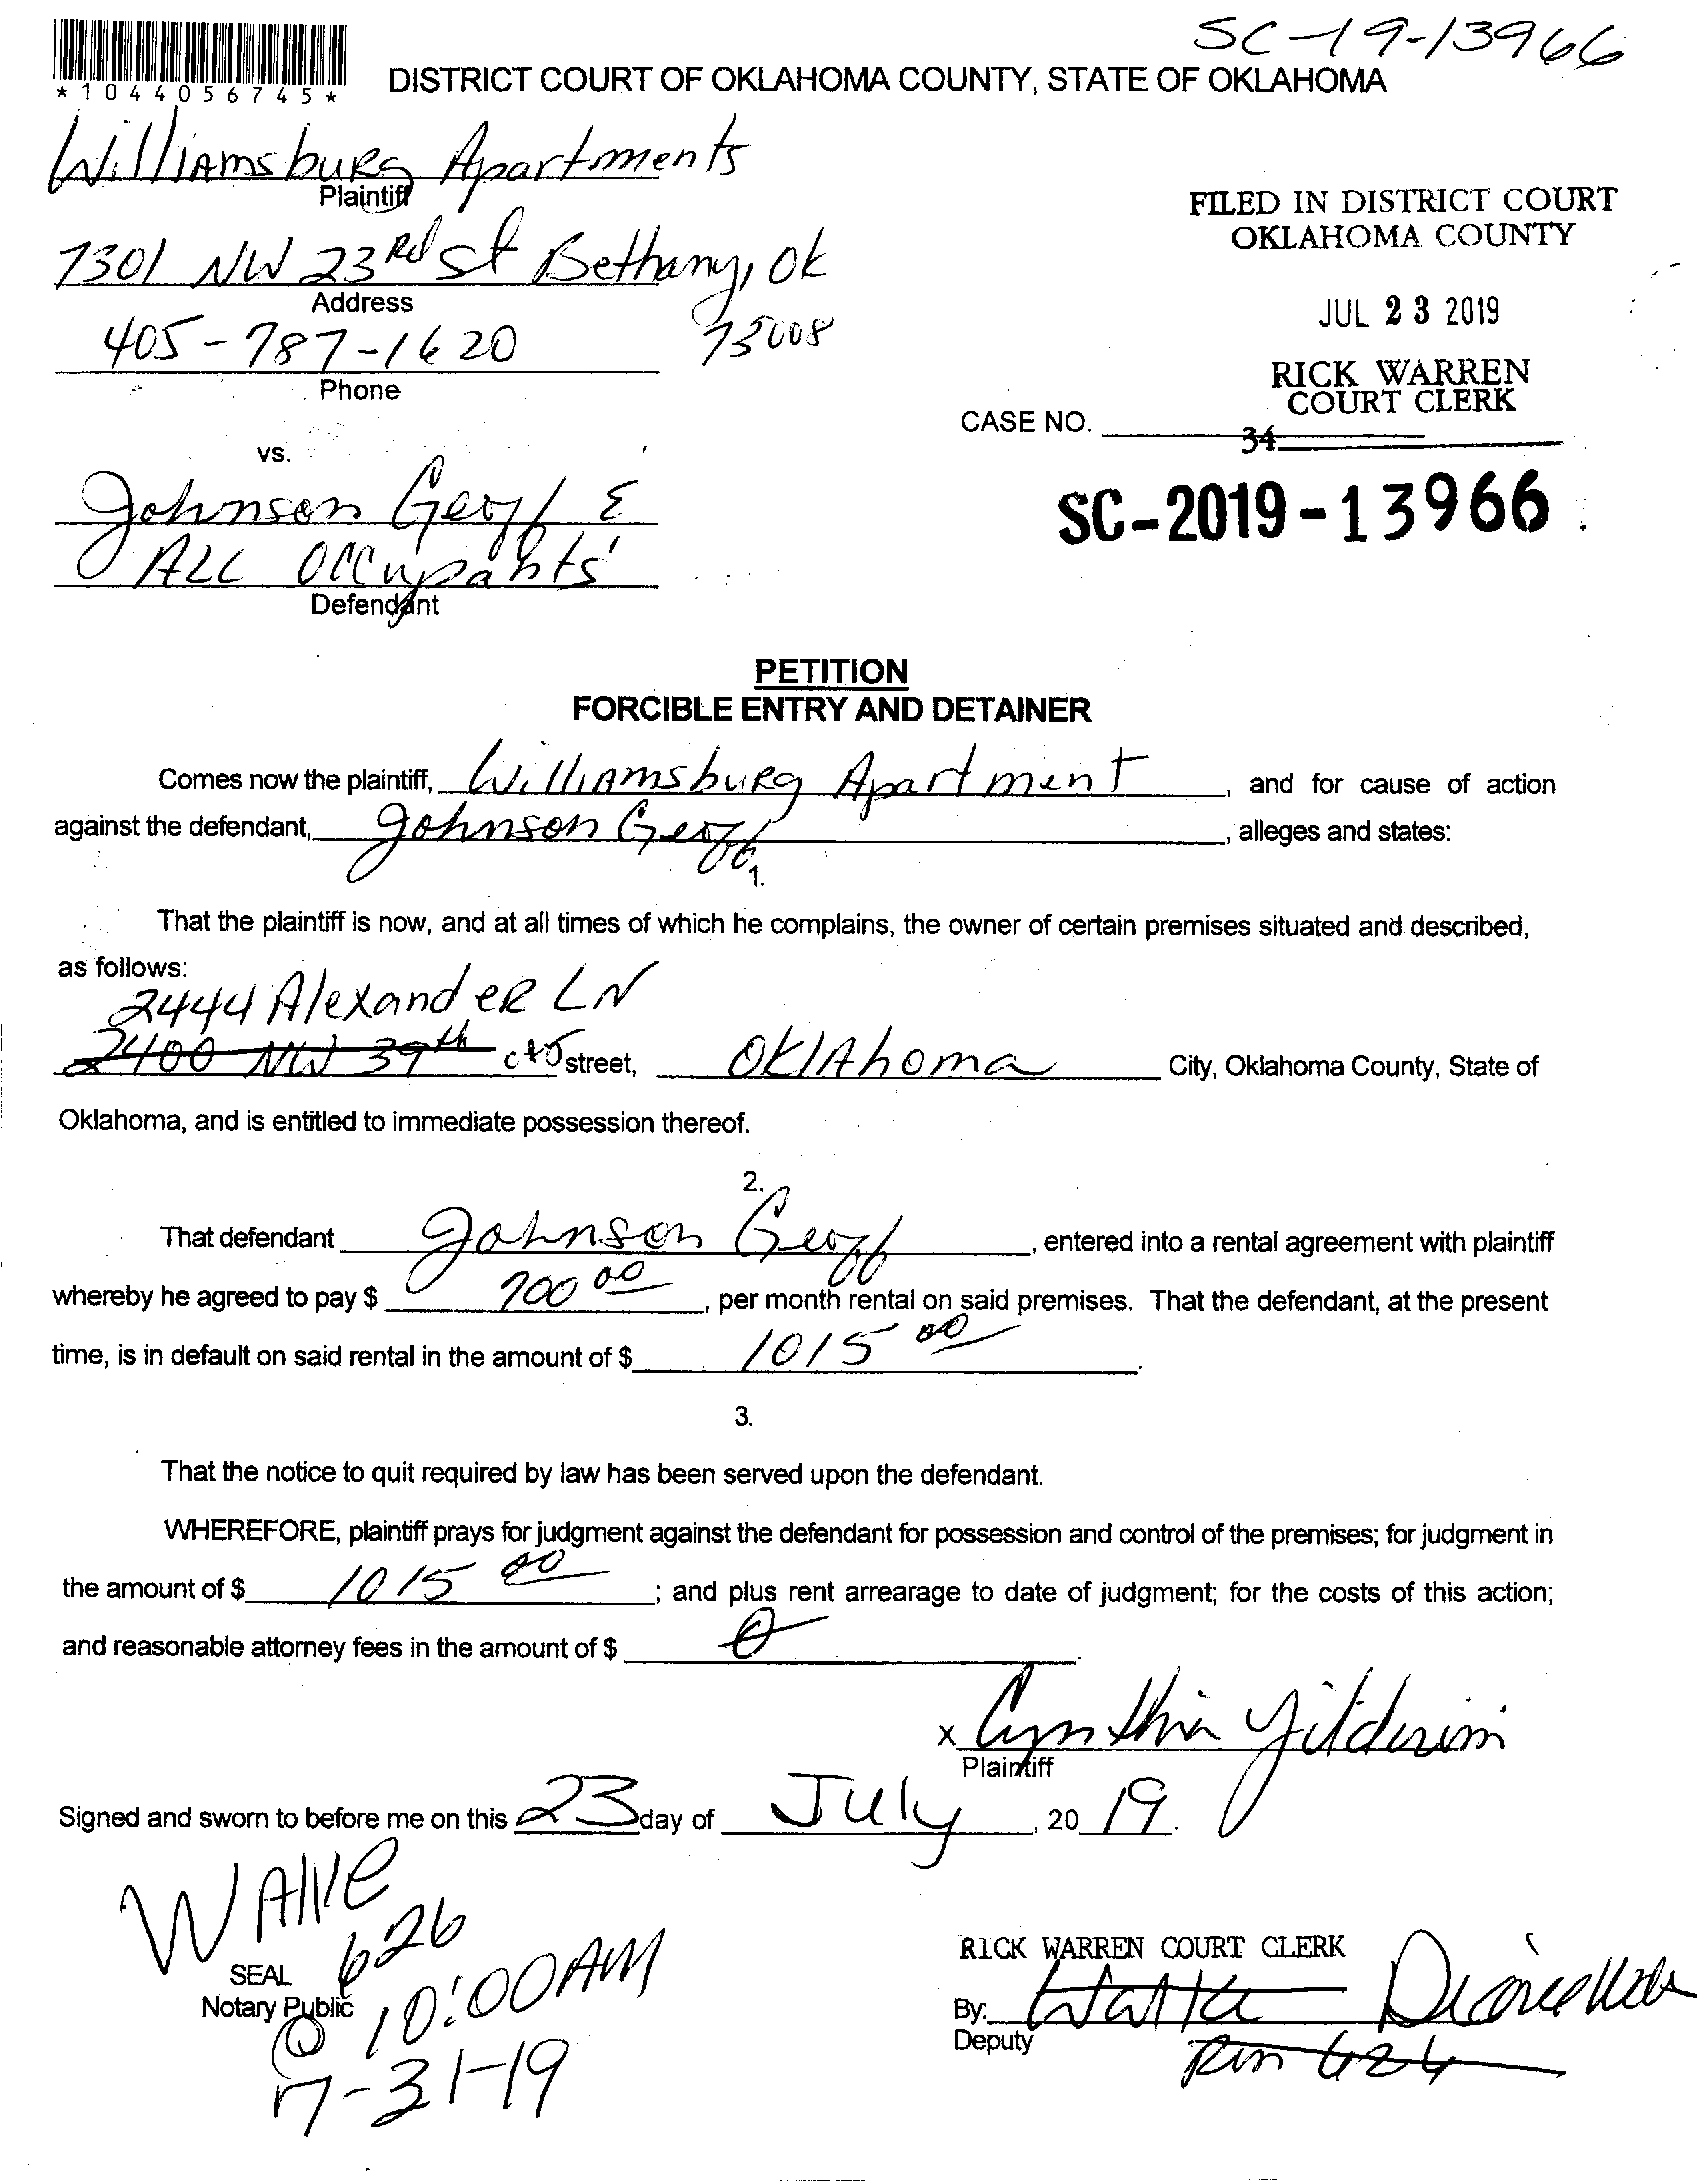 SC-19-13966
*1044056745*
DISTRICT COURT OF OKLAHOMA COUNTY, STATE OF OKLAHOMA
Williamsburg Apartments
Plaintiff
7301 NW 23Rd St Bethany, Ok
73008
Address
405-787-1620
Phone
FILED IN DISTRICT COURT
OKLAHOMA COUNTY
JUL 23 2019
RICK WARREN
COURT CLERK
CASE NO.
34
SC-2019-13966
vs.
Johnson Geoff &
ALL Occupants
Defendant
PETITION
FORCIBLE ENTRY AND DETAINER
Comes now the plaintiff, Williamsburg Apartment, and for cause of action
against the defendant, Johnson Geoff, alleges and states:
1.
That the plaintiff is now, and at all times of which he complains, the owner of certain premises situated and described,
as follows:
2444 Alexander LN
2400 NW 39th street, Oklahoma City, Oklahoma County, State of
Oklahoma, and is entitled to immediate possession thereof.
2.
That defendant Johnson Geoff, entered into a rental agreement with plaintiff
whereby he agreed to pay $ 700 00, per month rental on said premises. That the defendant, at the present
time, is in default on said rental in the amount of $ 1015 00.
3.
That the notice to quit required by law has been served upon the defendant.
WHEREFORE, plaintiff prays for judgment against the defendant for possession and control of the premises; for judgment in
the amount of $ 1015 00; and plus rent arrearage to date of judgment; for the costs of this action;
and reasonable attorney fees in the amount of $ 0.
x Cynthia Yilderim
Plaintiff
Signed and sworn to before me on this 23 day of July, 2019.
WAIVE
626
SEAL
Notary Public
@ 10:00AM
7-31-19
RICK WARREN COURT CLERK
By:
Deputy
Rm